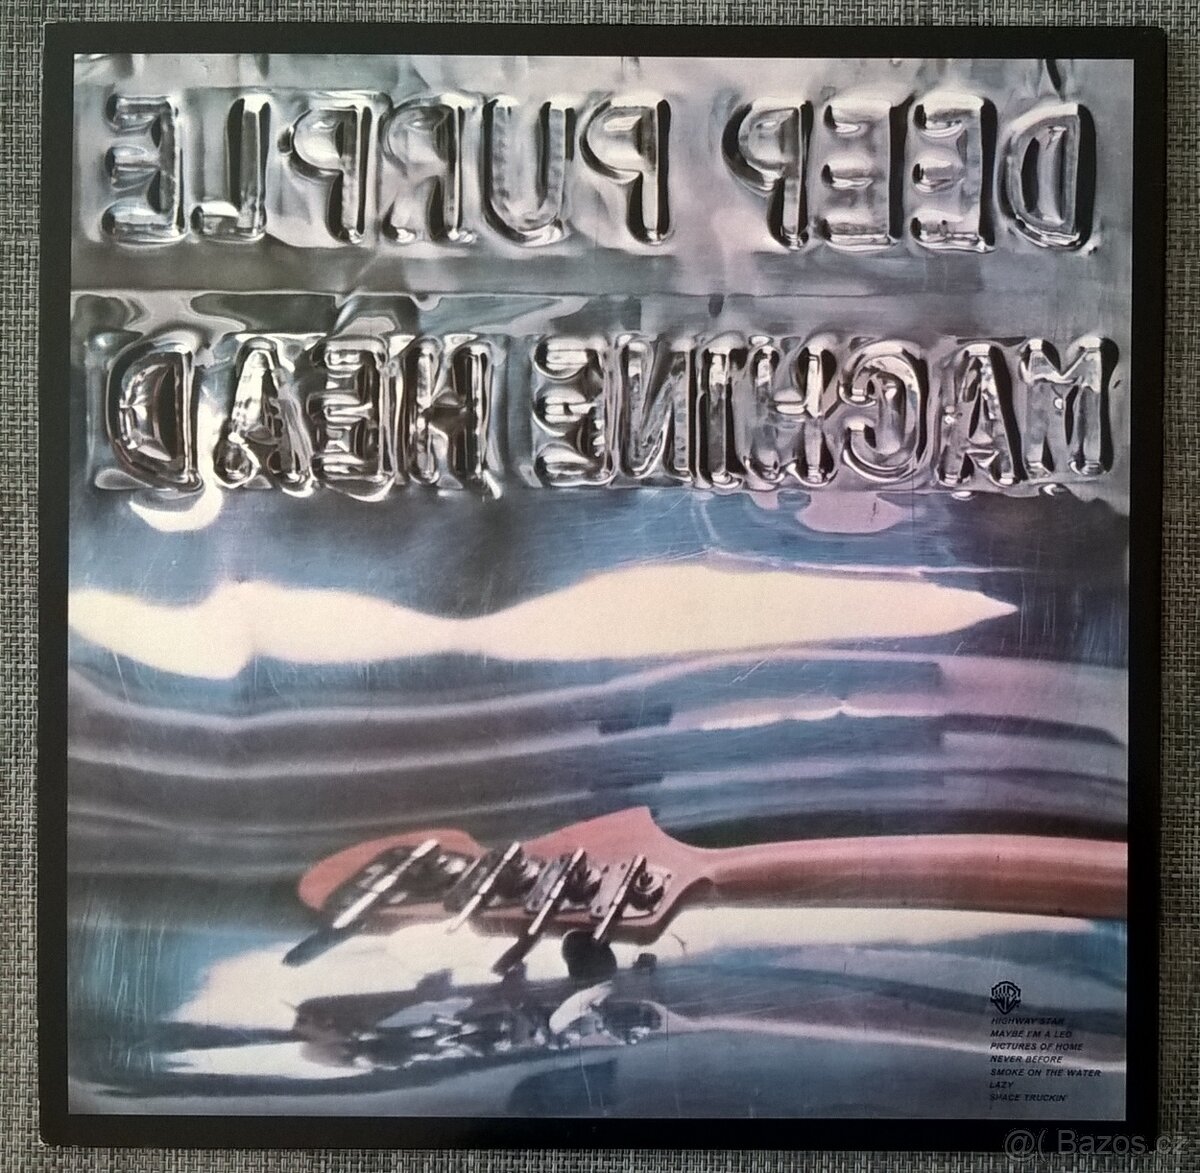 DEEP PURPLE
MACHINE HEAD
HIGHWAY STAR
MAYBE I'M A LEO
PICTURES OF HOME
NEVER BEFORE
SMOKE ON THE WATER
LAZY
SPACE TRUCKIN'
@( Bazos.cz